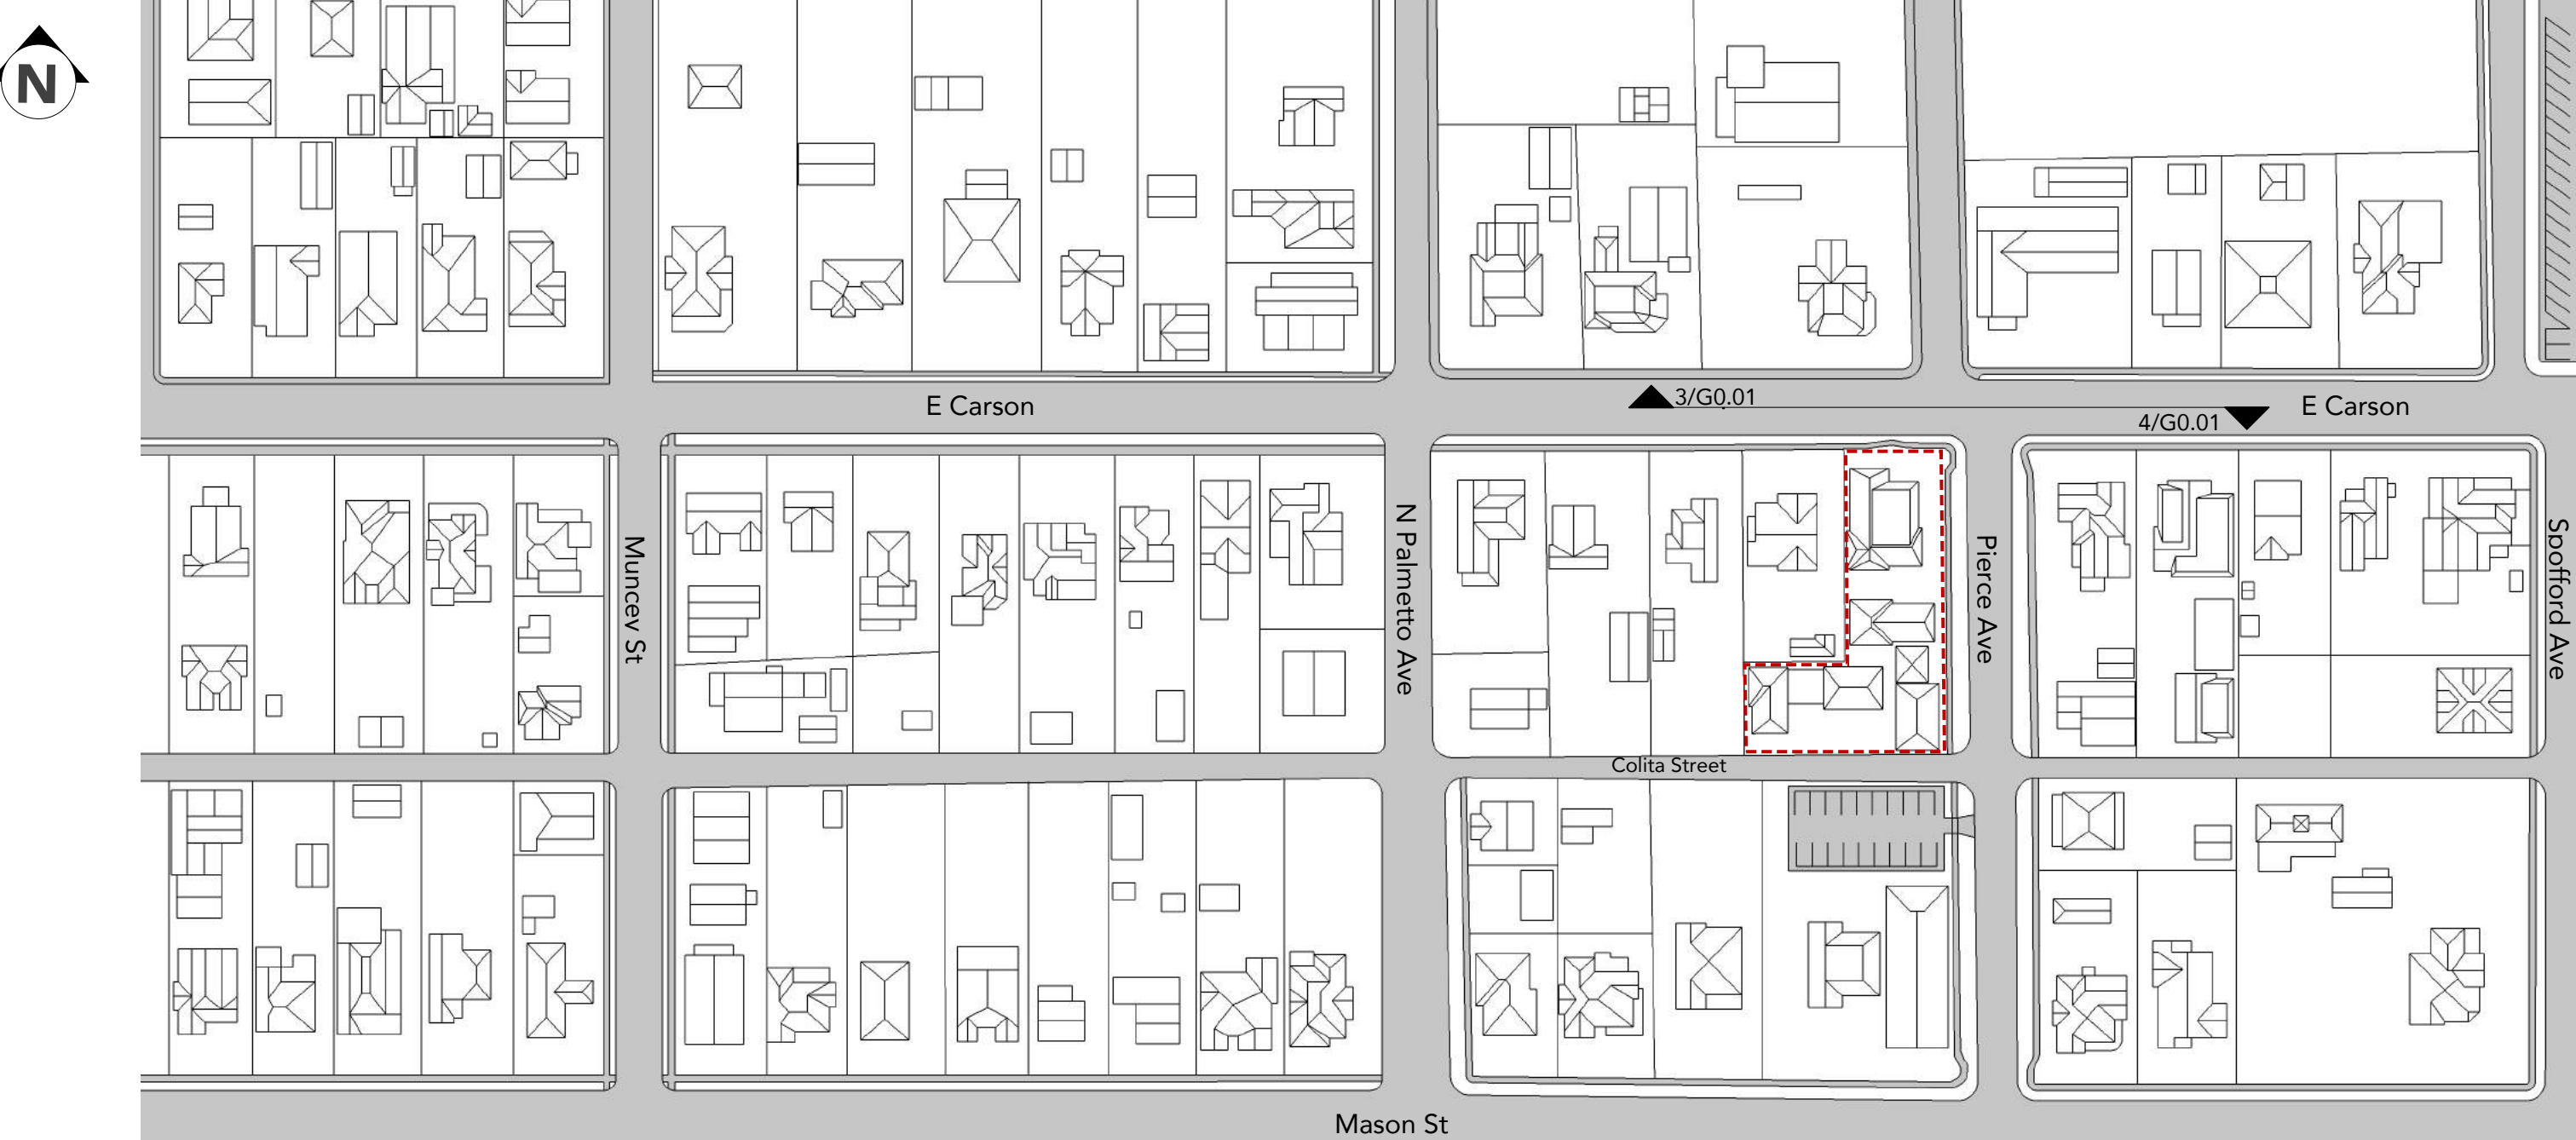 N
E Carson
3/G0.01
4/G0.01
E Carson
Muncey St
N Palmetto Ave
Pierce Ave
Spofford Ave
Colita Street
Mason St